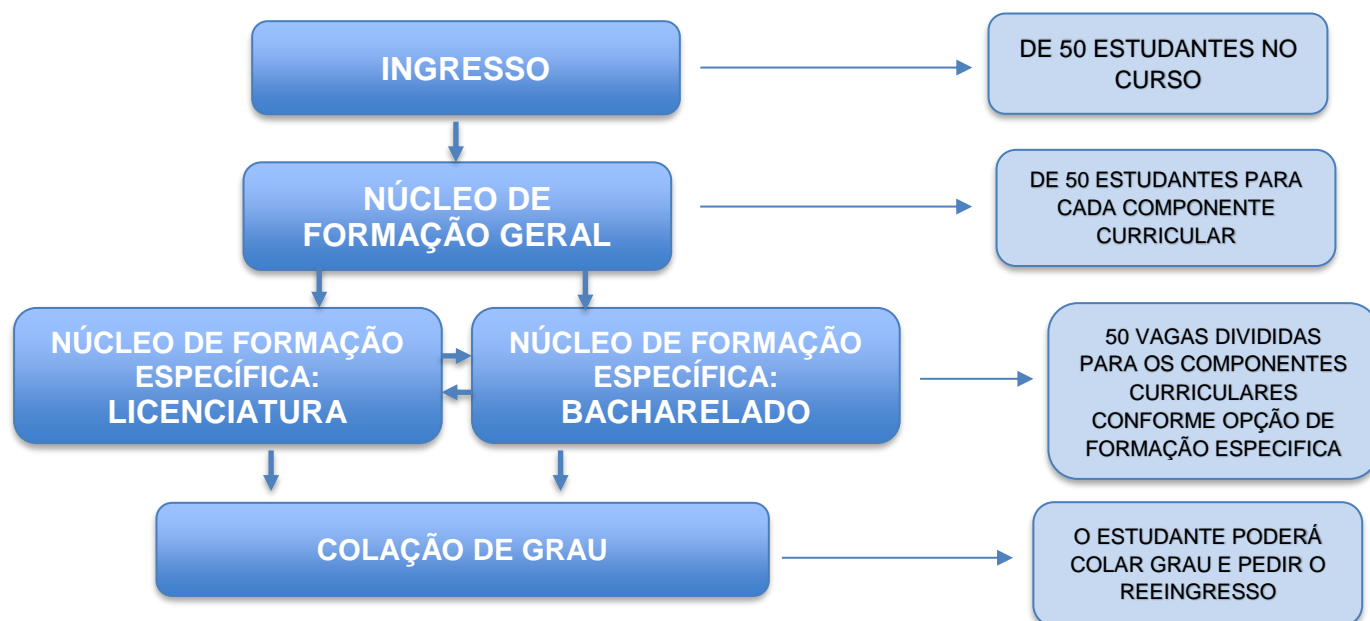 INGRESSO
DE 50 ESTUDANTES NO
CURSO
NÚCLEO DE
FORMAÇÃO GERAL
DE 50 ESTUDANTES PARA
CADA COMPONENTE
CURRICULAR
NÚCLEO DE FORMAÇÃO
ESPECÍFICA:
LICENCIATURA
NÚCLEO DE FORMAÇÃO
ESPECÍFICA:
BACHARELADO
50 VAGAS DIVIDIDAS
PARA OS COMPONENTES
CURRICULARES
CONFORME OPÇÃO DE
FORMAÇÃO ESPECIFICA
COLAÇÃO DE GRAU
O ESTUDANTE PODERÁ
COLAR GRAU E PEDIR O
REEINGRESSO